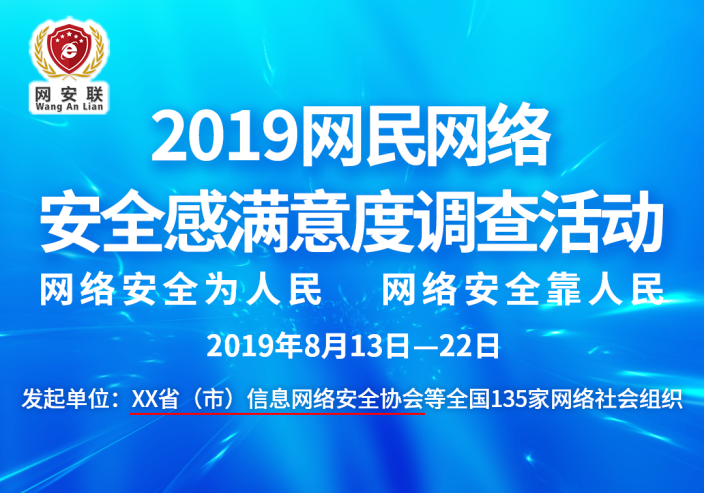 网安联
Wang An Lian
2019网民网络
安全感满意度调查活动
网络安全为人民 网络安全靠人民
2019年8月13日—22日
发起单位：XX省（市）信息网络安全协会等全国135家网络社会组织